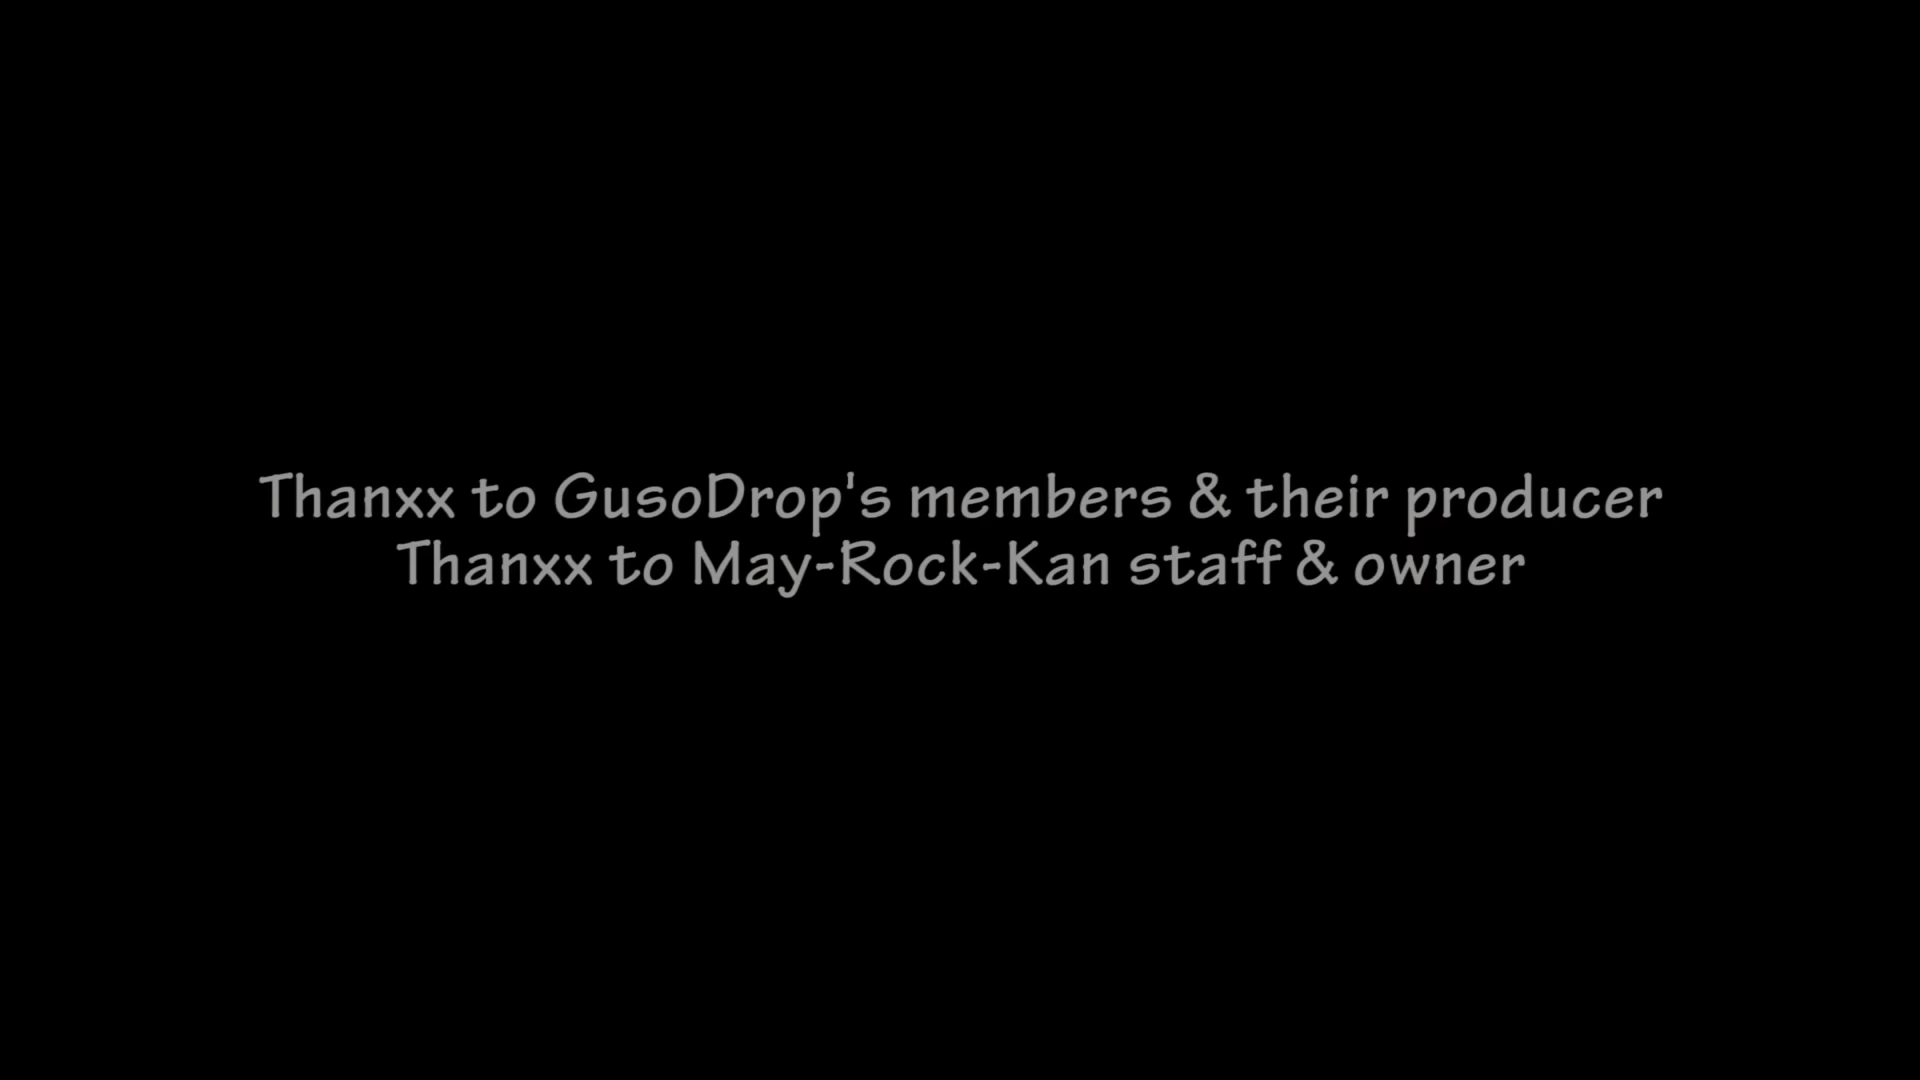 Thanxx to GusoDrop's members & their producer
Thanxx to May-Rock-Kan staff & owner